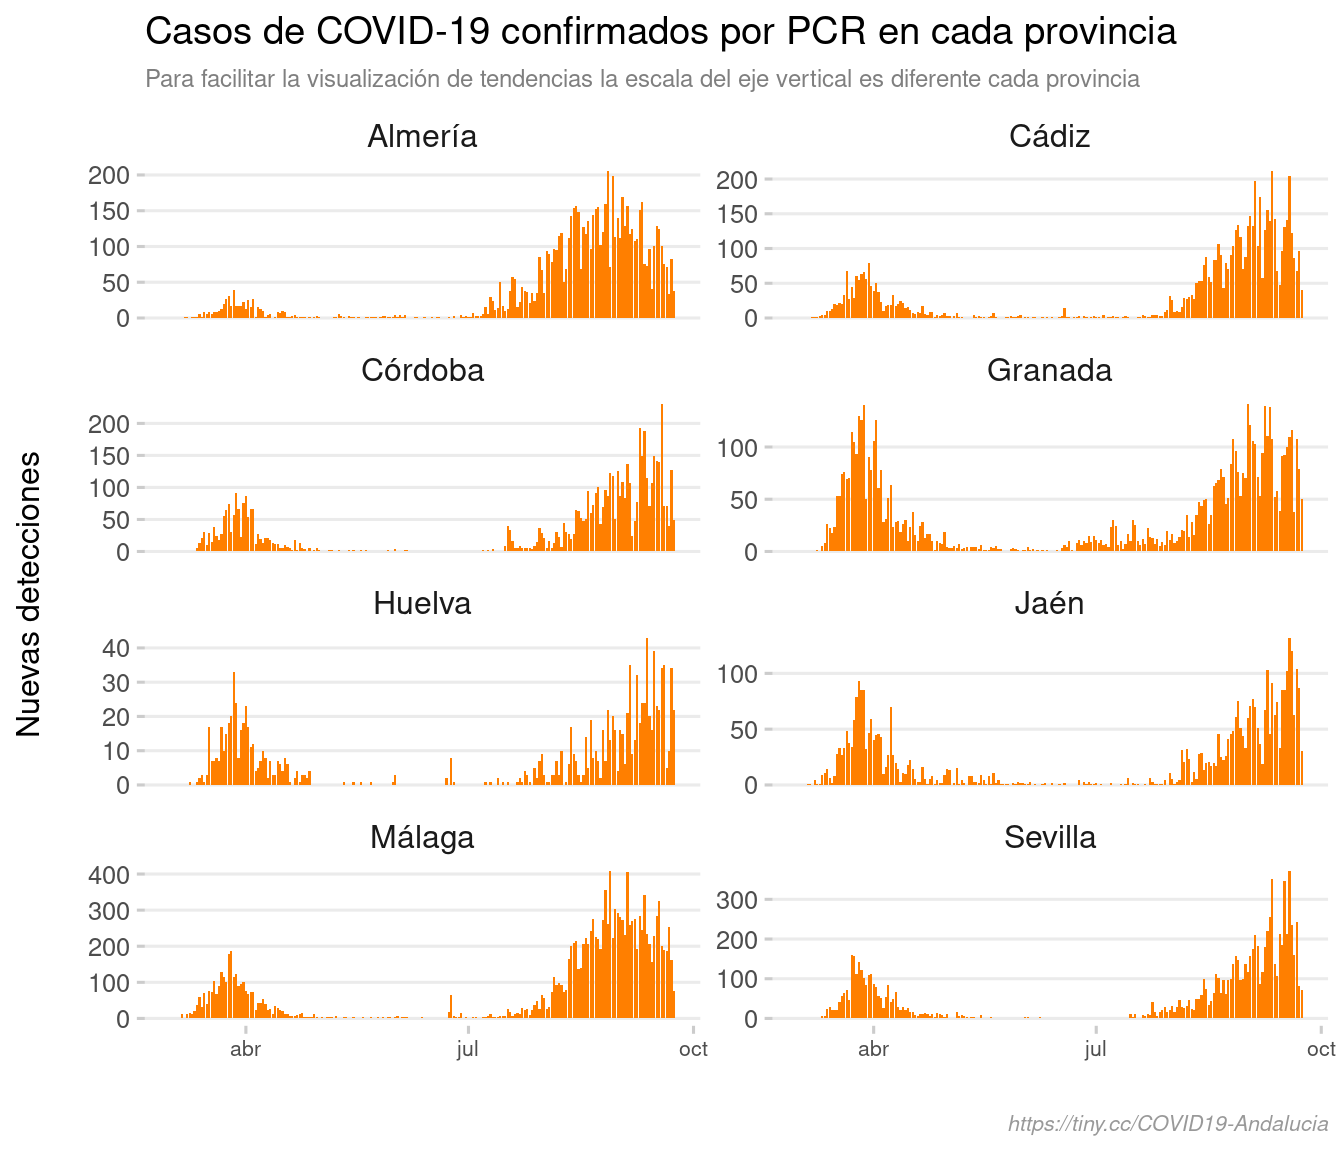 Casos de COVID-19 confirmados por PCR en cada provincia
Para facilitar la visualización de tendencias la escala del eje vertical es diferente cada provincia
Nuevas detecciones
Almería
200
150
100
50
0
Cádiz
200
150
100
50
0
Córdoba
200
150
100
50
0
Granada
100
50
0
Huelva
40
30
20
10
0
Jaén
100
50
0
Málaga
400
300
200
100
0
abr jul oct
Sevilla
300
200
100
0
abr jul oct
https://tiny.cc/COVID19-Andalucia